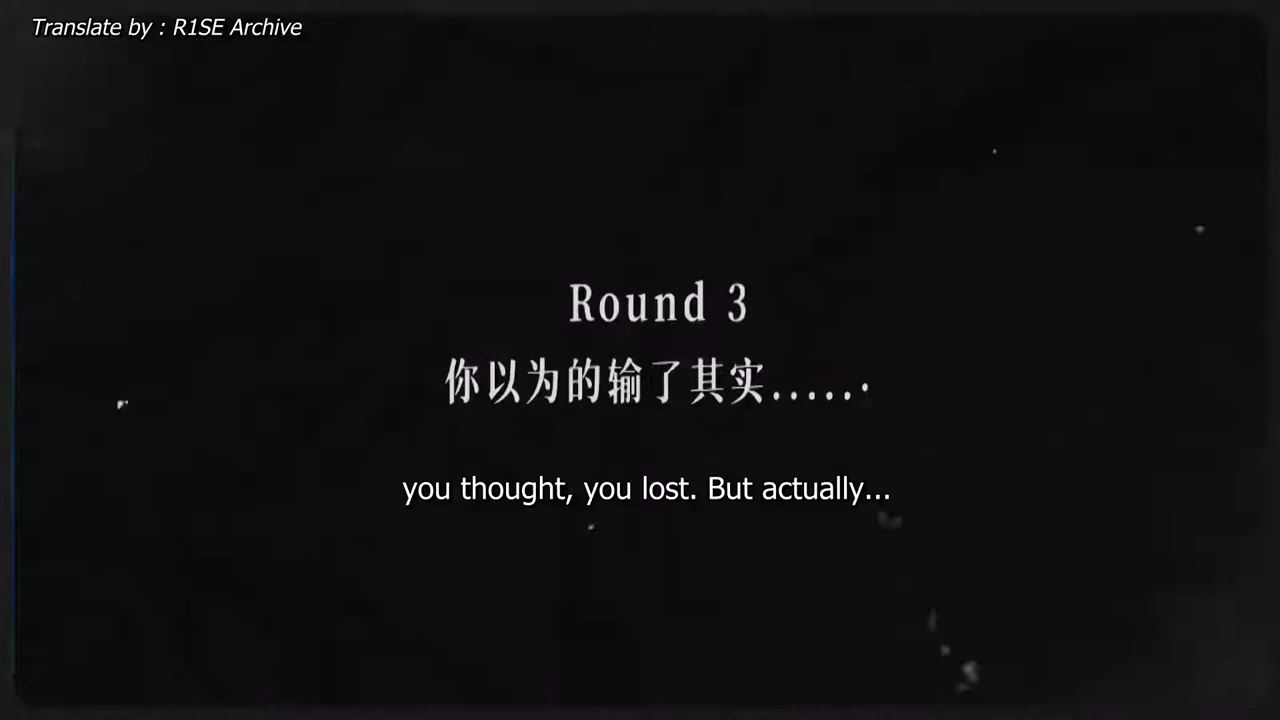 Translate by : R1SE Archive
Round 3
你以为的输了其实......
you thought, you lost. But actually...